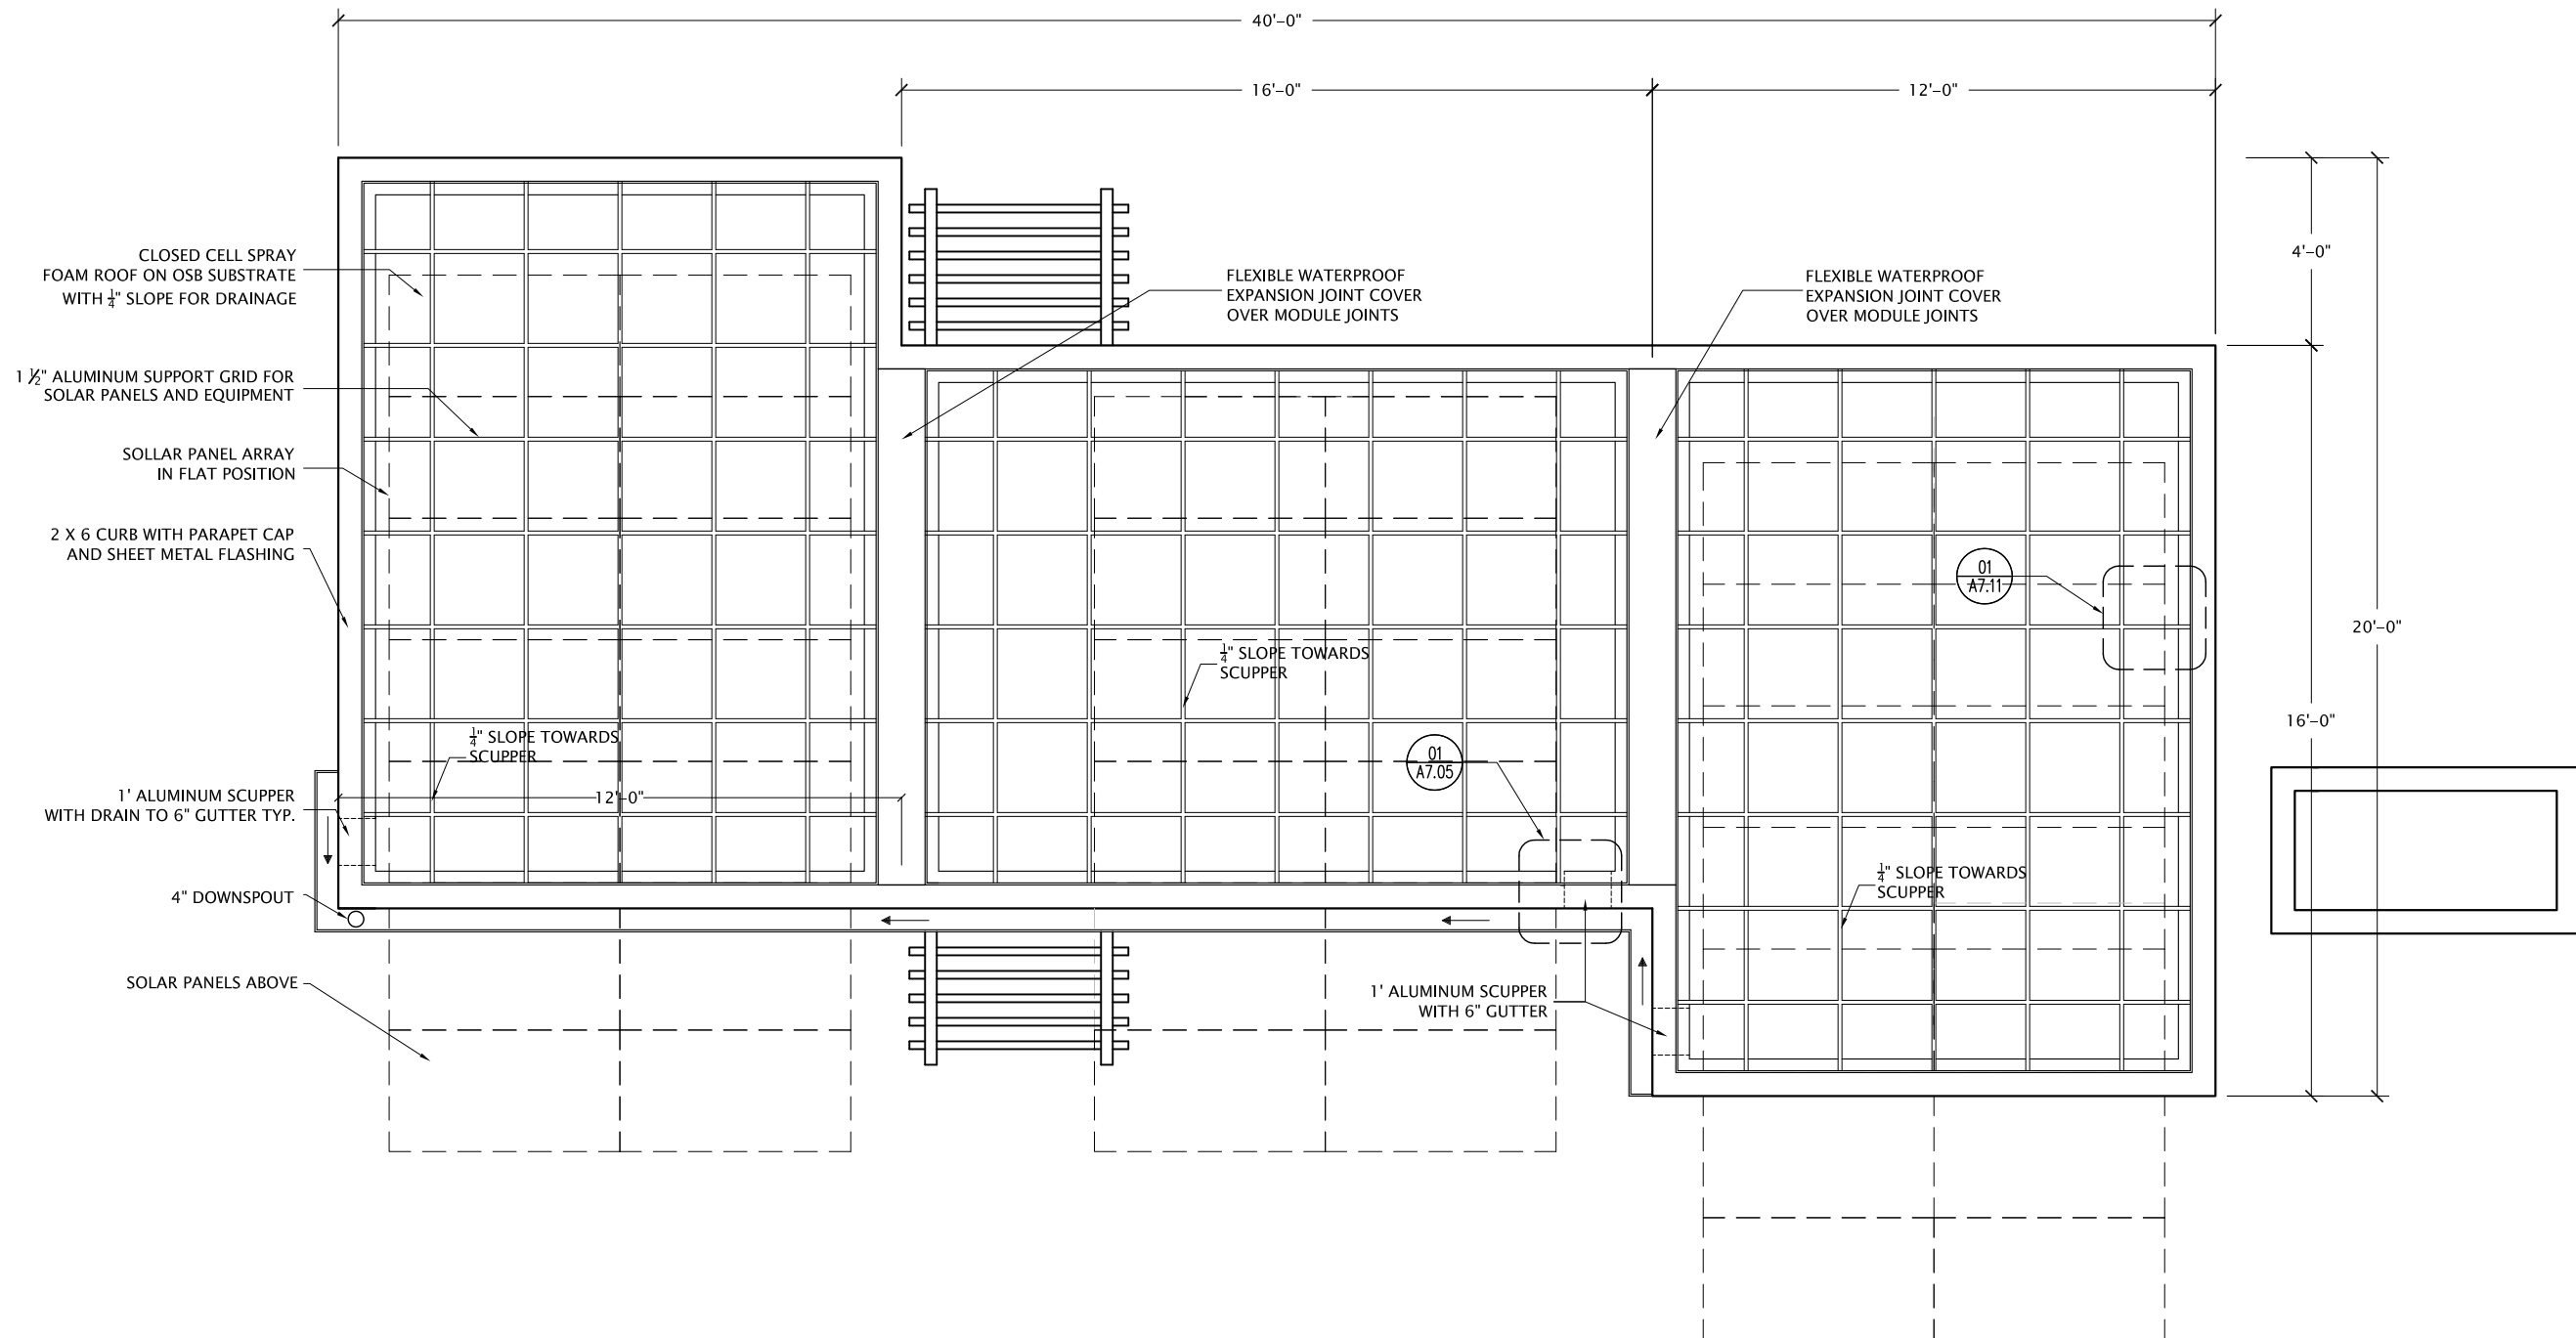 40'-0"
16'-0"
12'-0"
CLOSED CELL SPRAY
FOAM ROOF ON OSB SUBSTRATE
WITH 1/4" SLOPE FOR DRAINAGE
1 1/2" ALUMINUM SUPPORT GRID FOR
SOLAR PANELS AND EQUIPMENT
SOLLAR PANEL ARRAY
IN FLAT POSITION
2 X 6 CURB WITH PARAPET CAP
AND SHEET METAL FLASHING
1' ALUMINUM SCUPPER
WITH DRAIN TO 6" GUTTER TYP.
4" DOWNSPOUT
SOLAR PANELS ABOVE
1/4" SLOPE TOWARDS
SCUPPER
12'-0"
FLEXIBLE WATERPROOF
EXPANSION JOINT COVER
OVER MODULE JOINTS
1/4" SLOPE TOWARDS
SCUPPER
01
A7.05
1' ALUMINUM SCUPPER
WITH 6" GUTTER
FLEXIBLE WATERPROOF
EXPANSION JOINT COVER
OVER MODULE JOINTS
01
A7.11
1/4" SLOPE TOWARDS
SCUPPER
4'-0"
20'-0"
16'-0"